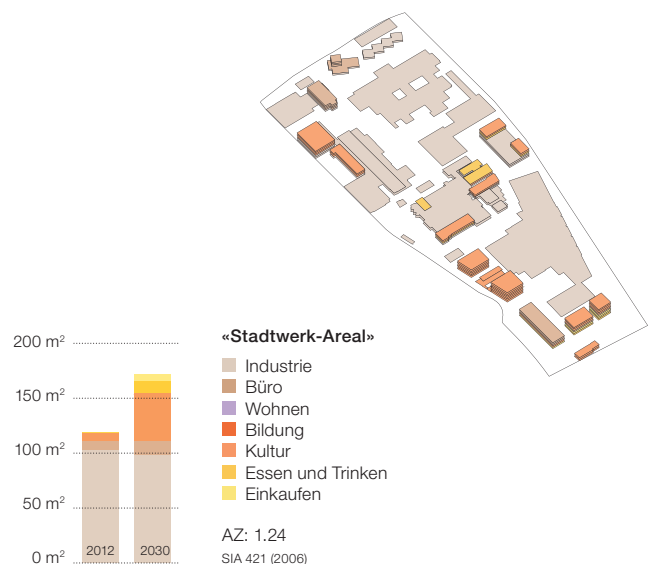 200 m²
150 m²
100 m²
50 m²
0 m²
2012
2030
«Stadtwerk-Areal»
Industrie
Büro
Wohnen
Bildung
Kultur
Essen und Trinken
Einkaufen
AZ: 1.24
SIA 421 (2006)